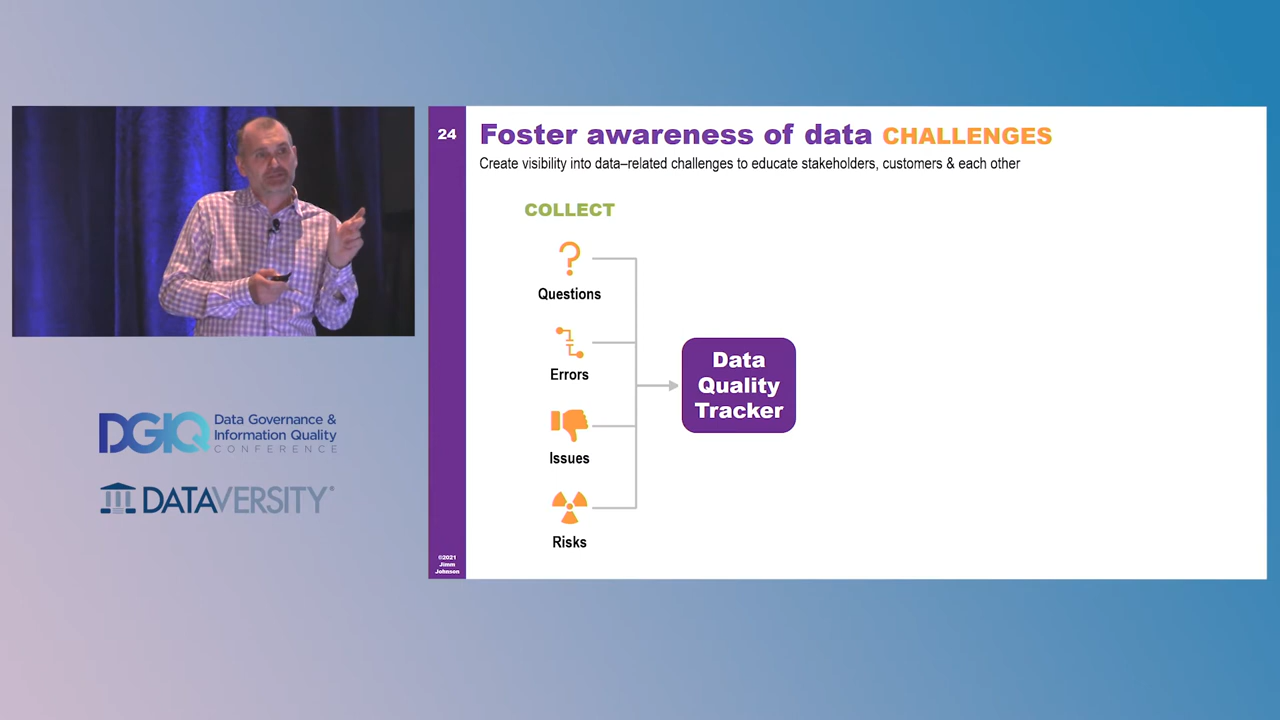 24
Foster awareness of data CHALLENGES
Create visibility into data–related challenges to educate stakeholders, customers & each other
COLLECT
?
Questions
Errors
Issues
Risks
Data
Quality
Tracker
©2021
Jimm
Johnson
DGIQ
Data Governance &
Information Quality
CONFERENCE
DATAVERSITY®